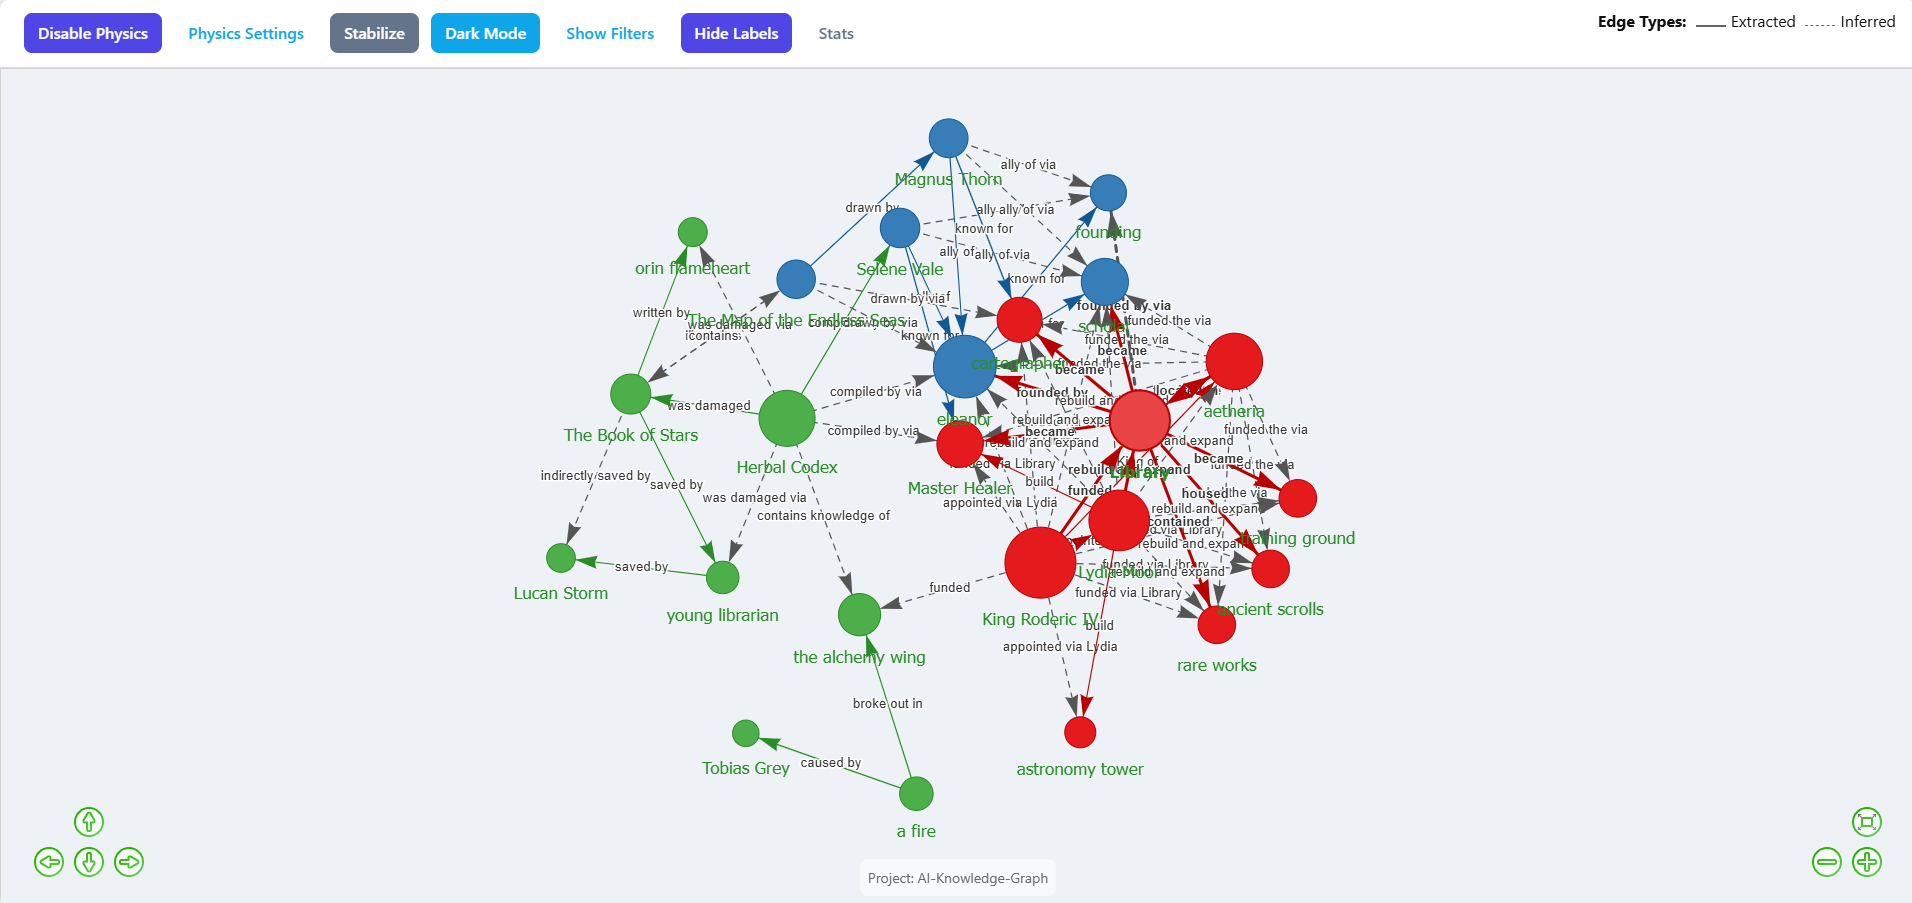 Disable Physics
Physics Settings
Stabilize
Dark Mode
Show Filters
Hide Labels
Stats
Edge Types:
Extracted
Inferred
ally of via
Magnus Thorn
drawn by
ally of via
founding
known for
orin flameheart
ally of
ally of via
Selene Vale
known for
drawn by via
founded by via
written by
The Map of the Endless Seas
was damaged via
drawn by via
funded the via
scholar
contains
known for
funded the via
became
cartographer
funded the via
became
compiled by via
founded by
rebuild and
was damaged
aetheria
eleanor
rebuild and expand
compiled by via
became
funded the via
The Book of Stars
rebuild and expand
and expand
Herbal Codex
became
King of
funded the via
via Library
rebuild and expand
Library
indirectly saved by
saved by
build
Master Healer
funded
housed
the via
was damaged via
appointed via Lydia
rebuild and expand
contains knowledge of
contained
via Library
training ground
rebuild and expand
saved by
funded via Library
Lydia Moor
rebuild and expand
Lucan Storm
funded
funded via Library
young librarian
King Roderic IV
ancient scrolls
build
appointed via Lydia
the alchemy wing
rare works
broke out in
Tobias Grey
caused by
astronomy tower
a fire
Project: AI-Knowledge-Graph